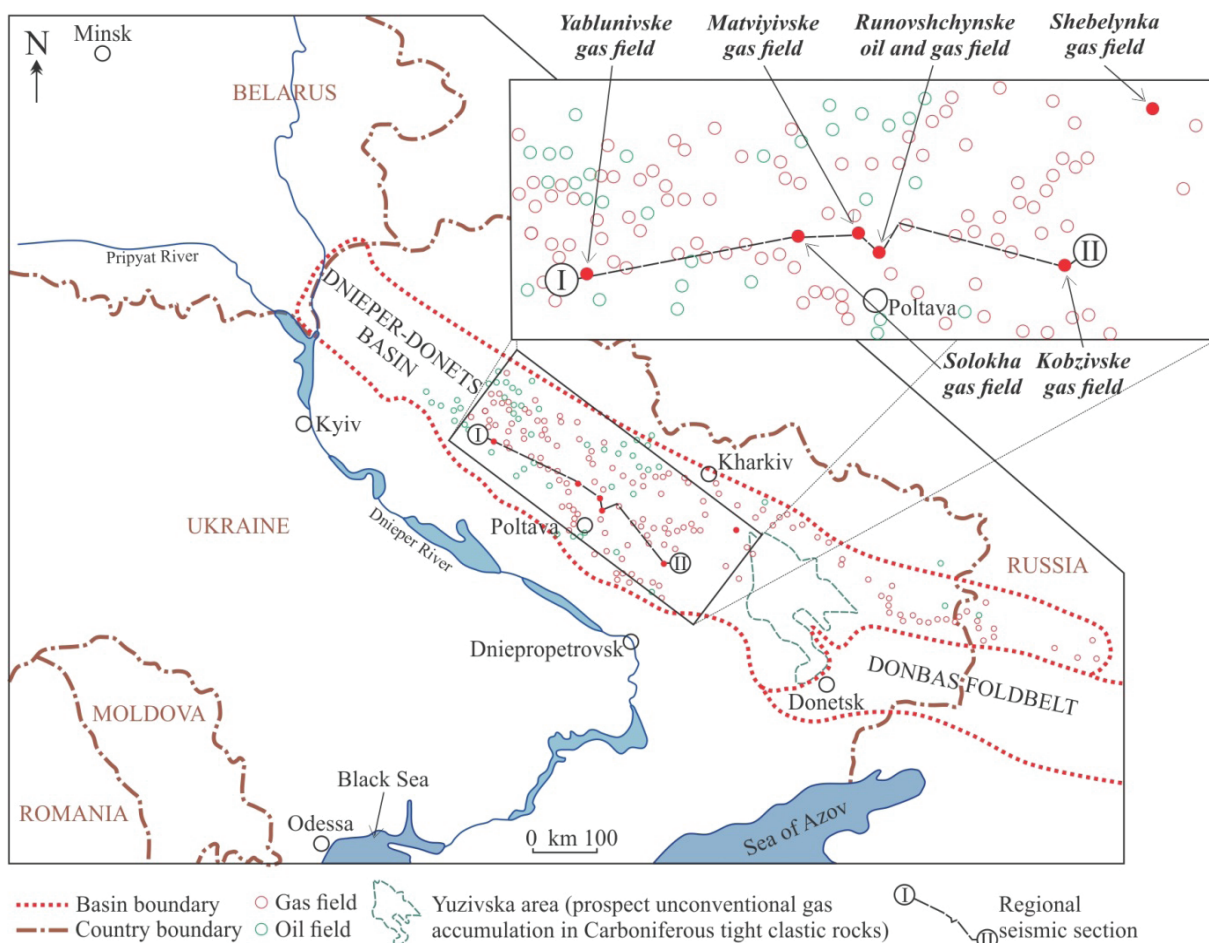 Yablunivske
gas field
Matviyivske
gas field
Runovshchynske
oil and gas field
Shebelynka
gas field
N
Minsk
BELARUS
I
II
Poltava
Solokha
gas field
Kobzivske
gas field
Pripyat River
DNIEPER-DONETS
BASIN
Kyiv
I
Kharkiv
UKRAINE
Dnieper River
Poltava
II
RUSSIA
Dniepropetrovsk
DONBAS FOLDBELT
Donetsk
MOLDOVA
Black Sea
ROMANIA
Odessa
0 km 100
Sea of Azov
Basin boundary
Country boundary
Gas field
Oil field
Yuzivska area (prospect unconventional gas
accumulation in Carboniferous tight clastic rocks)
I
II
Regional
seismic section